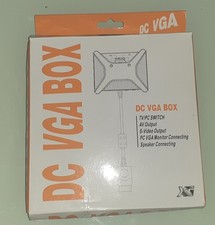 DC VGA
DC VGA BOX
DC VGA BOX
TV/PC SWITCH
AV Output
S-Video Output
PC VGA Monitor Connecting
Speaker Connecting